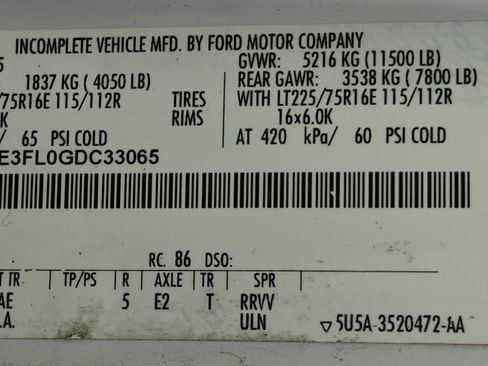 INCOMPLETE VEHICLE MFD. BY FORD MOTOR COMPANY
GVWR: 5216 KG (11500 LB)
1837 KG ( 4050 LB) REAR GAWR: 3538 KG ( 7800 LB)
/75R16E 115/112R TIRES WITH LT225/75R16E 115/112R
K RIMS 16x6.0K
/ 65 PSI COLD AT 420 kPa/ 60 PSI COLD
E3FL0GDC33065
RC. 86 DSO:
T TR. TP/PS R AXLE TR SPR
AE 5 E2 T RRVV
.A. ULN ▽ 5U5A-3520472-AA